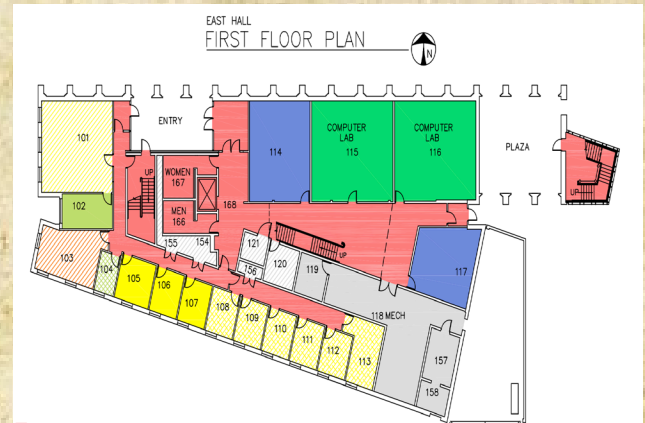 EAST HALL
FIRST FLOOR PLAN
N
101
ENTRY
114
COMPUTER
LAB
115
COMPUTER
LAB
116
PLAZA
UP
WOMEN
167
168
UP
102
MEN
166
103
155
154
121
120
156
119
UP
117
104
105
106
107
108
109
110
111
112
113
118 MECH
157
158